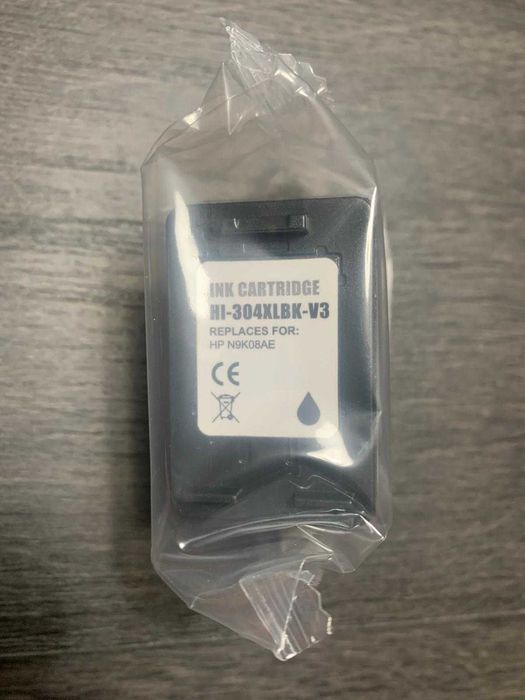 INK CARTRIDGE
HI-304XLBK-V3
REPLACES FOR:
HP N9K08AE
CE